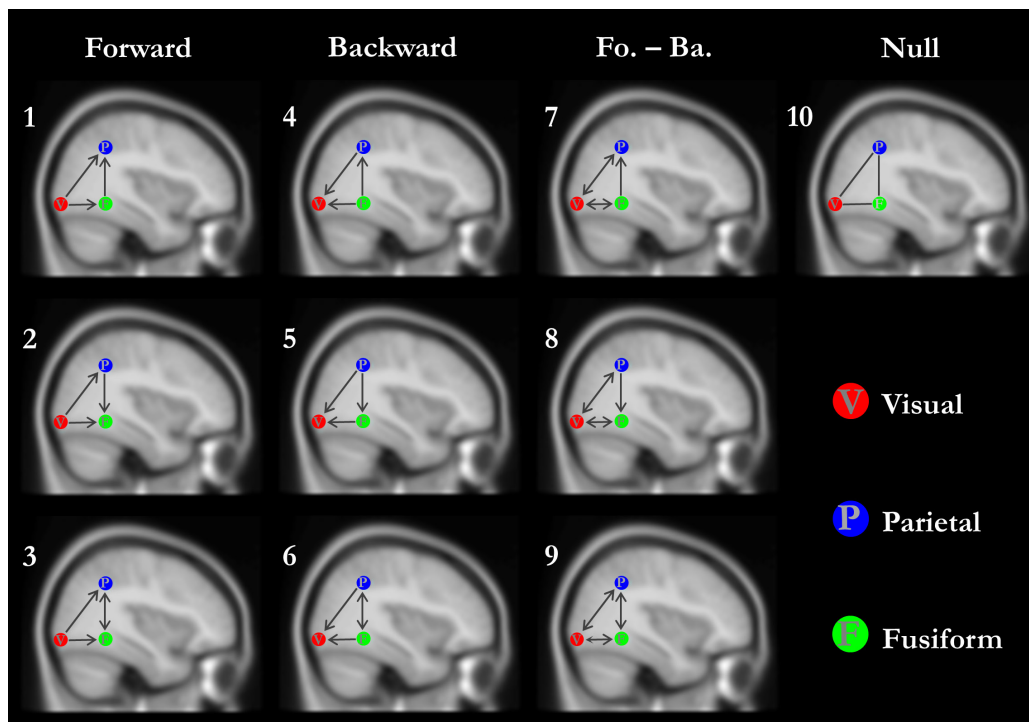 Forward Backward Fo. – Ba. Null
1 4 7 10
P P P P
V F V F V F V F
2 5 8
P P P
V F V F V F
V Visual
P Parietal
3 6 9
P P P
V F V F V F
F Fusiform